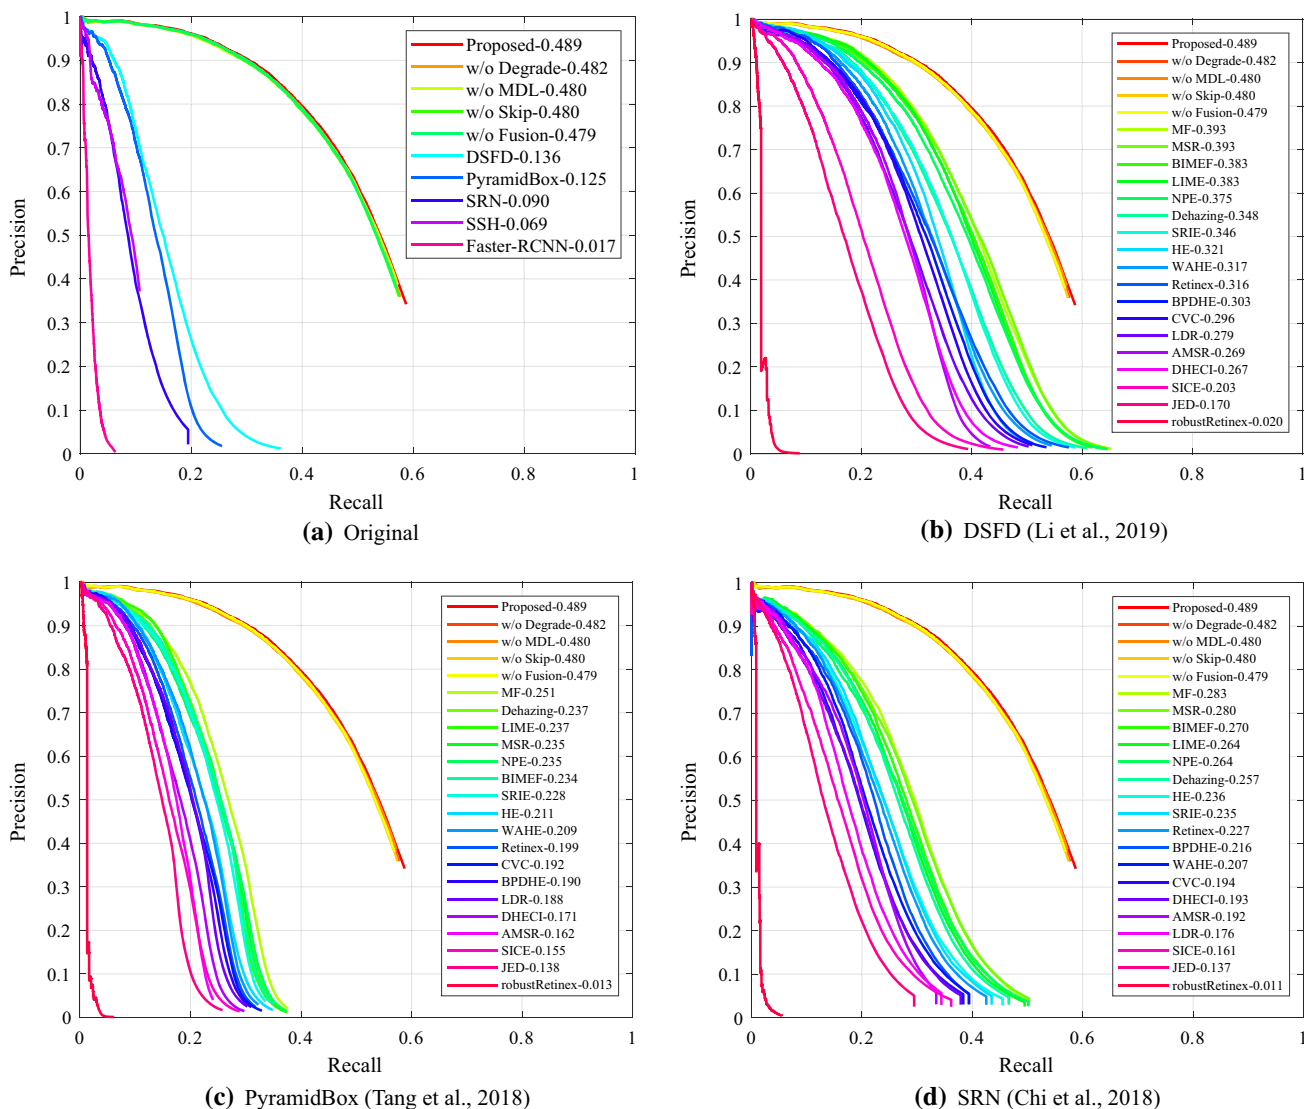 1
0.9
0.8
0.7
0.6
0.5
0.4
0.3
0.2
0.1
0
Precision
0
0.2
0.4
0.6
0.8
1
Recall
Proposed-0.489
w/o Degrade-0.482
w/o MDL-0.480
w/o Skip-0.480
w/o Fusion-0.479
DSFD-0.136
PyramidBox-0.125
SRN-0.090
SSH-0.069
Faster-RCNN-0.017
(a) Original
1
0.9
0.8
0.7
0.6
0.5
0.4
0.3
0.2
0.1
0
Precision
0
0.2
0.4
0.6
0.8
1
Recall
Proposed-0.489
w/o Degrade-0.482
w/o MDL-0.480
w/o Skip-0.480
w/o Fusion-0.479
MF-0.393
MSR-0.393
BIMEF-0.383
LIME-0.383
NPE-0.375
Dehazing-0.348
SRIE-0.346
HE-0.321
WAHE-0.317
Retinex-0.316
BPDHE-0.303
CVC-0.296
LDR-0.279
AMSR-0.269
DHECI-0.267
SICE-0.203
JED-0.170
robustRetinex-0.020
(b) DSFD (Li et al., 2019)
1
0.9
0.8
0.7
0.6
0.5
0.4
0.3
0.2
0.1
0
Precision
0
0.2
0.4
0.6
0.8
1
Recall
Proposed-0.489
w/o Degrade-0.482
w/o MDL-0.480
w/o Skip-0.480
w/o Fusion-0.479
MF-0.251
Dehazing-0.237
LIME-0.237
MSR-0.235
NPE-0.235
BIMEF-0.234
SRIE-0.228
HE-0.211
WAHE-0.209
Retinex-0.199
CVC-0.192
BPDHE-0.190
LDR-0.188
DHECI-0.171
AMSR-0.162
SICE-0.155
JED-0.138
robustRetinex-0.013
(c) PyramidBox (Tang et al., 2018)
1
0.9
0.8
0.7
0.6
0.5
0.4
0.3
0.2
0.1
0
Precision
0
0.2
0.4
0.6
0.8
1
Recall
Proposed-0.489
w/o Degrade-0.482
w/o MDL-0.480
w/o Skip-0.480
w/o Fusion-0.479
MF-0.283
MSR-0.280
BIMEF-0.270
LIME-0.264
NPE-0.264
Dehazing-0.257
HE-0.236
SRIE-0.235
Retinex-0.227
BPDHE-0.216
WAHE-0.207
CVC-0.194
DHECI-0.193
AMSR-0.192
LDR-0.176
SICE-0.161
JED-0.137
robustRetinex-0.011
(d) SRN (Chi et al., 2018)